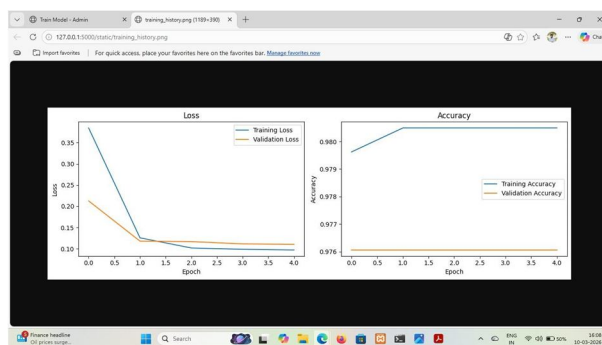 Train Model - Admin
training_history.png (1189×390)
127.0.0.1:5000/static/training_history.png
Import favorites
For quick access, place your favorites here on the favorites bar. Manage favorites now
Loss
Training Loss
Validation Loss
0.35
0.30
0.25
0.20
0.15
0.10
Loss
0.0 0.5 1.0 1.5 2.0 2.5 3.0 3.5 4.0
Epoch
Accuracy
Training Accuracy
Validation Accuracy
0.980
0.979
0.978
0.977
0.976
Accuracy
0.0 0.5 1.0 1.5 2.0 2.5 3.0 3.5 4.0
Epoch
Finance headline
Oil prices surge...
Search
ENG
IN
50%
16:08
10-03-2026